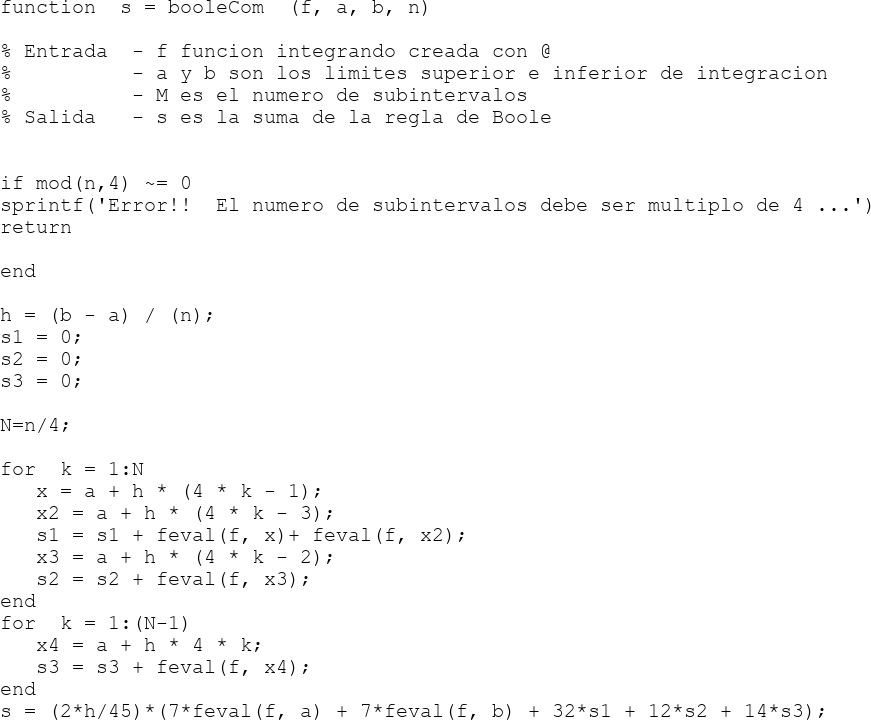 function  s = booleCom  (f, a, b, n)
% Entrada  - f funcion integrando creada con @
%          - a y b son los limites superior e inferior de integracion
%          - M es el numero de subintervalos
% Salida   - s es la suma de la regla de Boole
if mod(n,4) ~= 0
sprintf('Error!!  El numero de subintervalos debe ser multiplo de 4 ...')
return
end
h = (b - a) / (n);
s1 = 0;
s2 = 0;
s3 = 0;
N=n/4;
for  k = 1:N
   x = a + h * (4 * k - 1);
   x2 = a + h * (4 * k - 3);
   s1 = s1 + feval(f, x)+ feval(f, x2);
   x3 = a + h * (4 * k - 2);
   s2 = s2 + feval(f, x3);
end
for  k = 1:(N-1)
   x4 = a + h * 4 * k;
   s3 = s3 + feval(f, x4);
end
s = (2*h/45)*(7*feval(f, a) + 7*feval(f, b) + 32*s1 + 12*s2 + 14*s3);